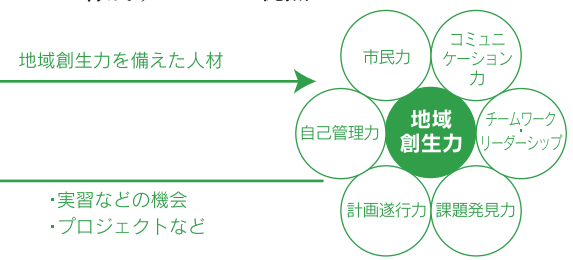 地域創生力を備えた人材
・実習などの機会
・プロジェクトなど
市民力
コミュニ
ケーション
力
自己管理力
地域
創生力
チームワーク
・
リーダーシップ
計画遂行力
課題発見力